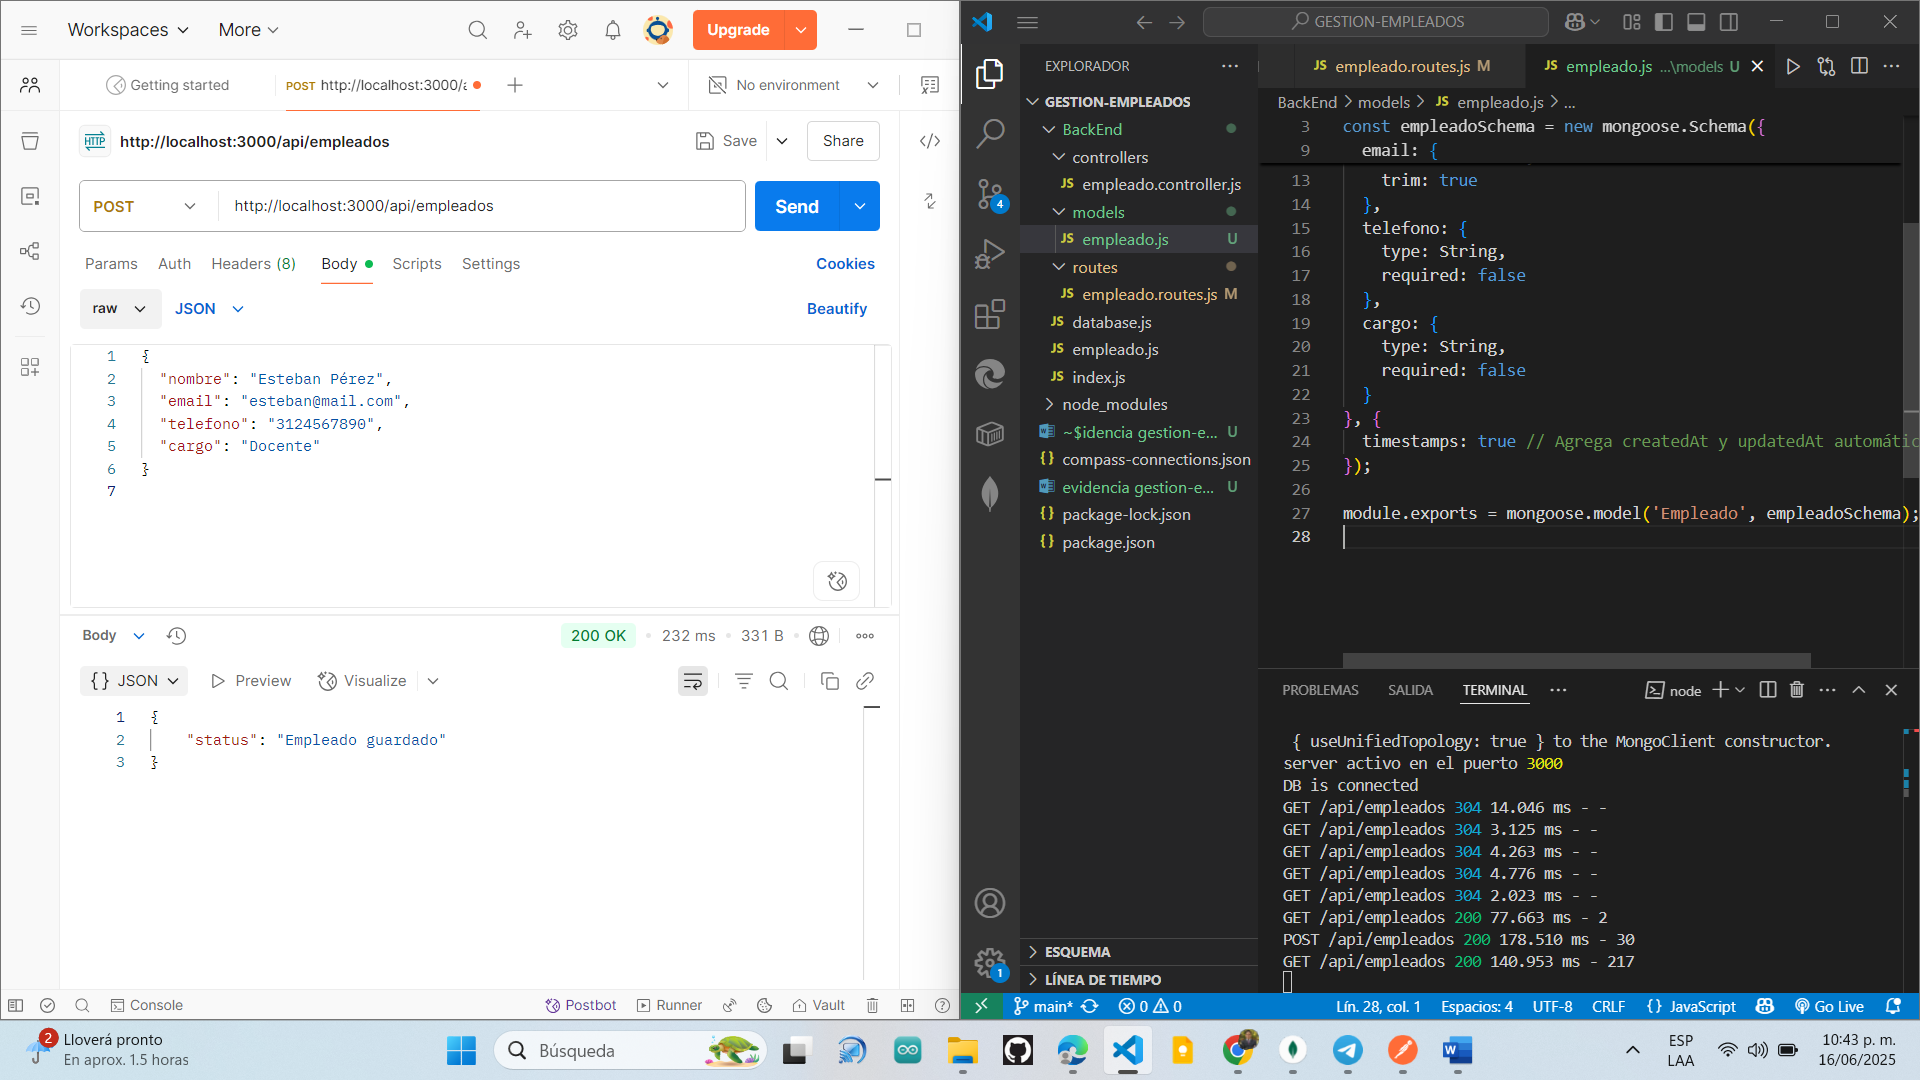 Workspaces
More
Upgrade
Getting started
POST http://localhost:3000/a
No environment
HTTP http://localhost:3000/api/empleados
Save
Share
POST
http://localhost:3000/api/empleados
Send
Params
Auth
Headers (8)
Body
Scripts
Settings
Cookies
raw
JSON
Beautify
1 {
2 "nombre": "Esteban Pérez",
3 "email": "esteban@mail.com",
4 "telefono": "3124567890",
5 "cargo": "Docente"
6 }
7
Body
200 OK
232 ms
331 B
{} JSON
Preview
Visualize
1 {
2 "status": "Empleado guardado"
3 }
Console
Postbot
Runner
Vault
GESTION-EMPLEADOS
EXPLORADOR
GESTION-EMPLEADOS
BackEnd
controllers
JS empleado.controller.js
models
JS empleado.js U
routes
JS empleado.routes.js M
JS database.js
JS empleado.js
JS index.js
node_modules
~$idencia gestion-e... U
{} compass-connections.json
evidencia gestion-e... U
{} package-lock.json
{} package.json
ESQUEMA
LÍNEA DE TIEMPO
4
1
JS empleado.routes.js M
JS empleado.js ...\models U
BackEnd > models > JS empleado.js > ...
3 const empleadoSchema = new mongoose.Schema({
9 email: {
13 trim: true
14 },
15 telefono: {
16 type: String,
17 required: false
18 },
19 cargo: {
20 type: String,
21 required: false
22 }
23 }, {
24 timestamps: true // Agrega createdAt y updatedAt automátic
25 });
26
27 module.exports = mongoose.model('Empleado', empleadoSchema);
28
PROBLEMAS
SALIDA
TERMINAL
node
{ useUnifiedTopology: true } to the MongoClient constructor.
server activo en el puerto 3000
DB is connected
GET /api/empleados 304 14.046 ms - -
GET /api/empleados 304 3.125 ms - -
GET /api/empleados 304 4.263 ms - -
GET /api/empleados 304 4.776 ms - -
GET /api/empleados 304 2.023 ms - -
GET /api/empleados 200 77.663 ms - 2
POST /api/empleados 200 178.510 ms - 30
GET /api/empleados 200 140.953 ms - 217
main*
0
0
Lín. 28, col. 1
Espacios: 4
UTF-8
CRLF
{} JavaScript
Go Live
2
Lloverá pronto
En aprox. 1.5 horas
Búsqueda
ESP
LAA
10:43 p. m.
16/06/2025